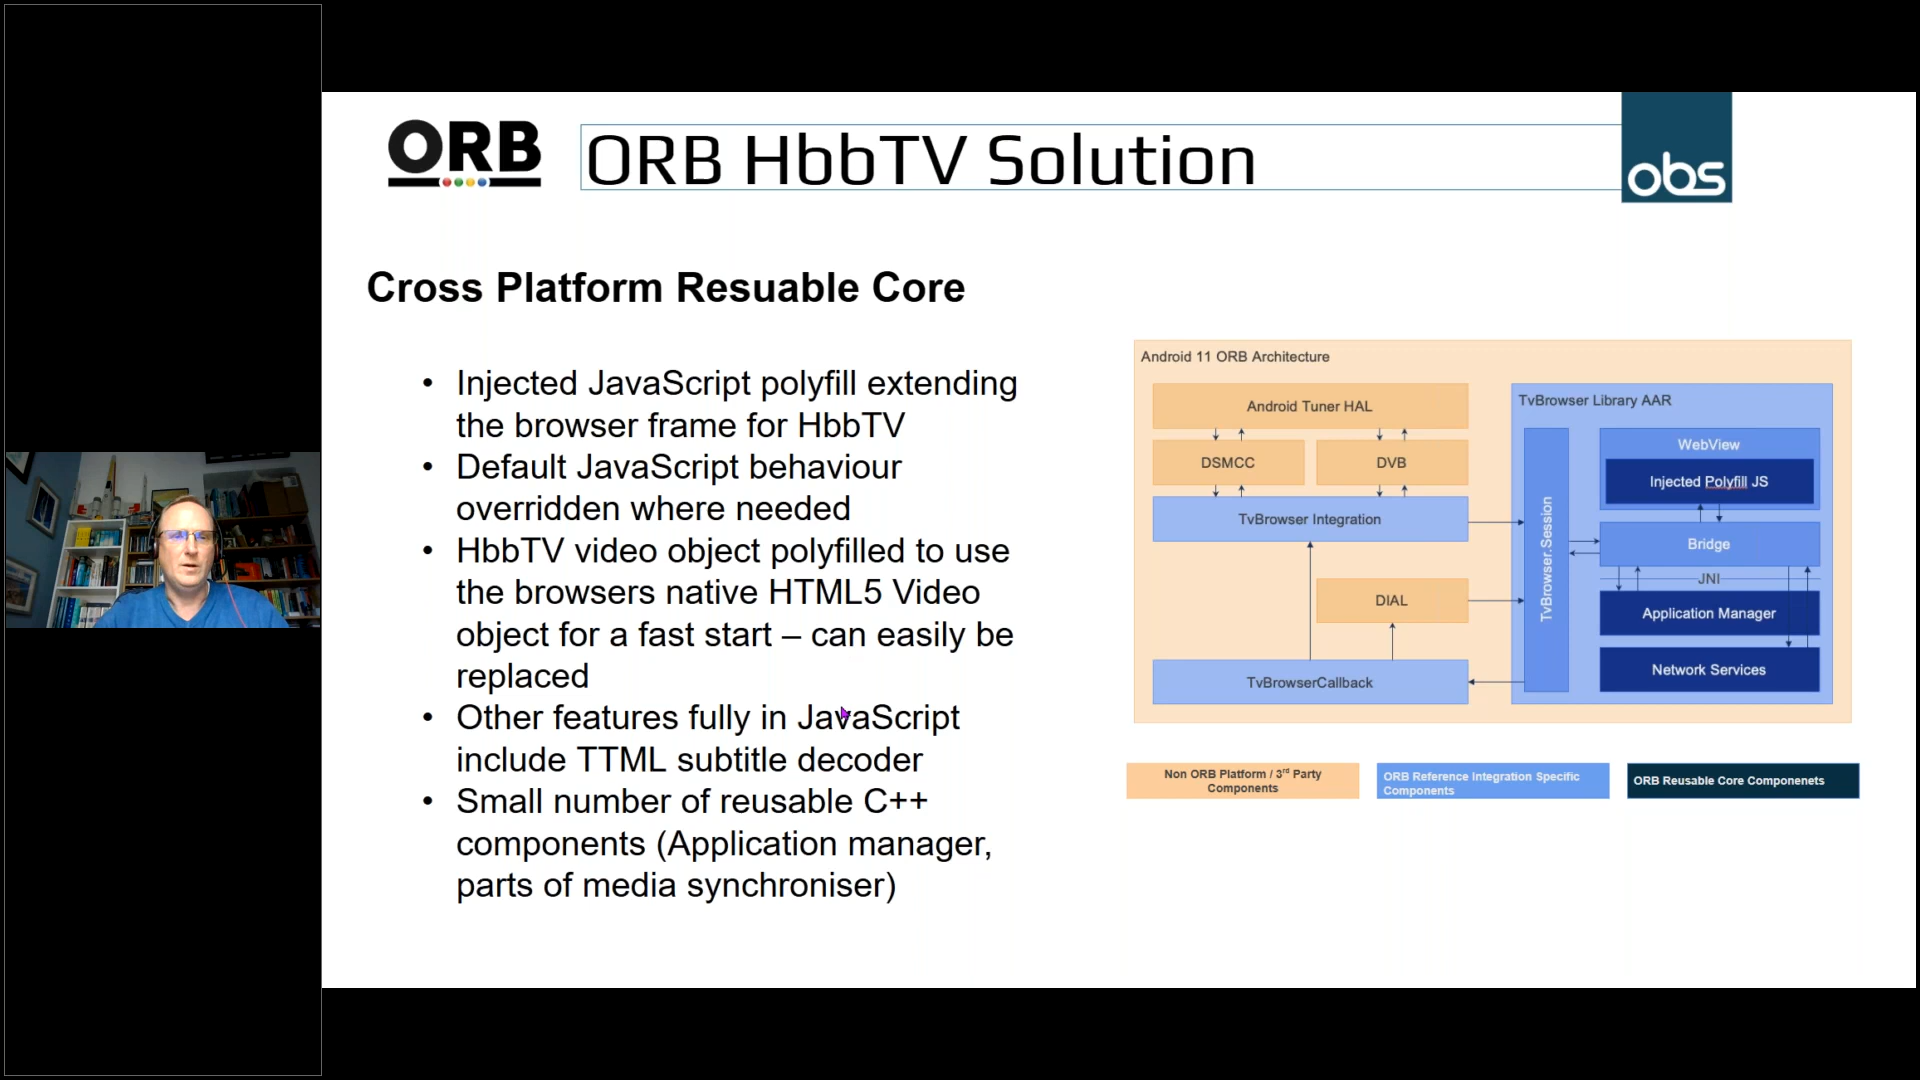 ORB
ORB HbbTV Solution
obs
Cross Platform Resuable Core
• Injected JavaScript polyfill extending
the browser frame for HbbTV
• Default JavaScript behaviour
overridden where needed
• HbbTV video object polyfilled to use
the browsers native HTML5 Video
object for a fast start – can easily be
replaced
• Other features fully in JavaScript
include TTML subtitle decoder
• Small number of reusable C++
components (Application manager,
parts of media synchroniser)
Android 11 ORB Architecture
Android Tuner HAL
DSMCC
DVB
TvBrowser Integration
DIAL
TvBrowserCallback
TvBrowser Library AAR
TvBrowser.Session
WebView
Injected Polyfill JS
Bridge
JNI
Application Manager
Network Services
Non ORB Platform / 3rd Party
Components
ORB Reference Integration Specific
Components
ORB Reusable Core Componenets